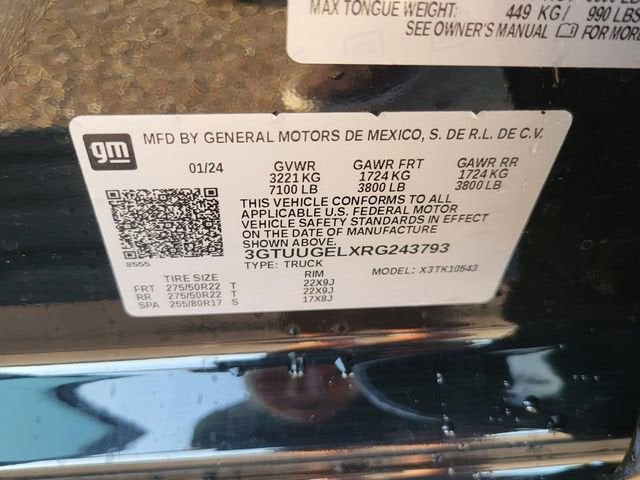 MAX TONGUE WEIGHT: 449 KG/ 990 LBS
SEE OWNER'S MANUAL FOR MORE
gm
MFD BY GENERAL MOTORS DE MEXICO, S. DE R.L. DE C.V.
01/24 GVWR GAWR FRT GAWR RR
3221 KG 1724 KG 1724 KG
7100 LB 3800 LB 3800 LB
THIS VEHICLE CONFORMS TO ALL
APPLICABLE U.S. FEDERAL MOTOR
VEHICLE SAFETY STANDARDS IN EFFECT
ON THE DATE OF MANUFACTURE
SHOWN ABOVE.
8555 3GTUUGELXRG243793
TYPE: TRUCK MODEL: X3TK10543
TIRE SIZE RIM
FRT 275/50R22 T 22X9J
RR 275/50R22 T 22X9J
SPA 255/80R17 S 17X8J